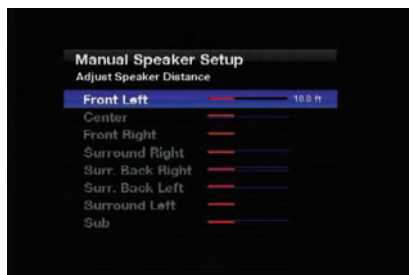 Manual Speaker Setup
Adjust Speaker Distance
Front Left 10.0 ft
Center
Front Right
Surround Right
Surr. Back Right
Surr. Back Left
Surround Left
Sub